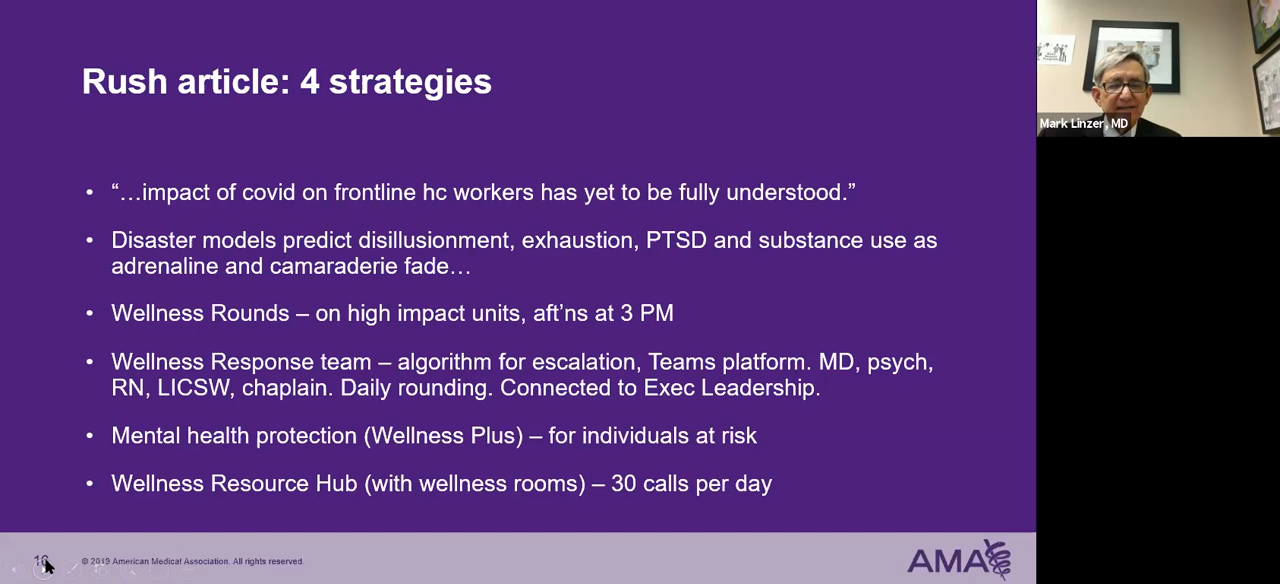 Rush article: 4 strategies
• “…impact of covid on frontline hc workers has yet to be fully understood.”
• Disaster models predict disillusionment, exhaustion, PTSD and substance use as
adrenaline and camaraderie fade…
• Wellness Rounds – on high impact units, aft’ns at 3 PM
• Wellness Response team – algorithm for escalation, Teams platform. MD, psych,
RN, LICSW, chaplain. Daily rounding. Connected to Exec Leadership.
• Mental health protection (Wellness Plus) – for individuals at risk
• Wellness Resource Hub (with wellness rooms) – 30 calls per day
© 2019 American Medical Association. All rights reserved.
AMA
Mark Linzer, MD